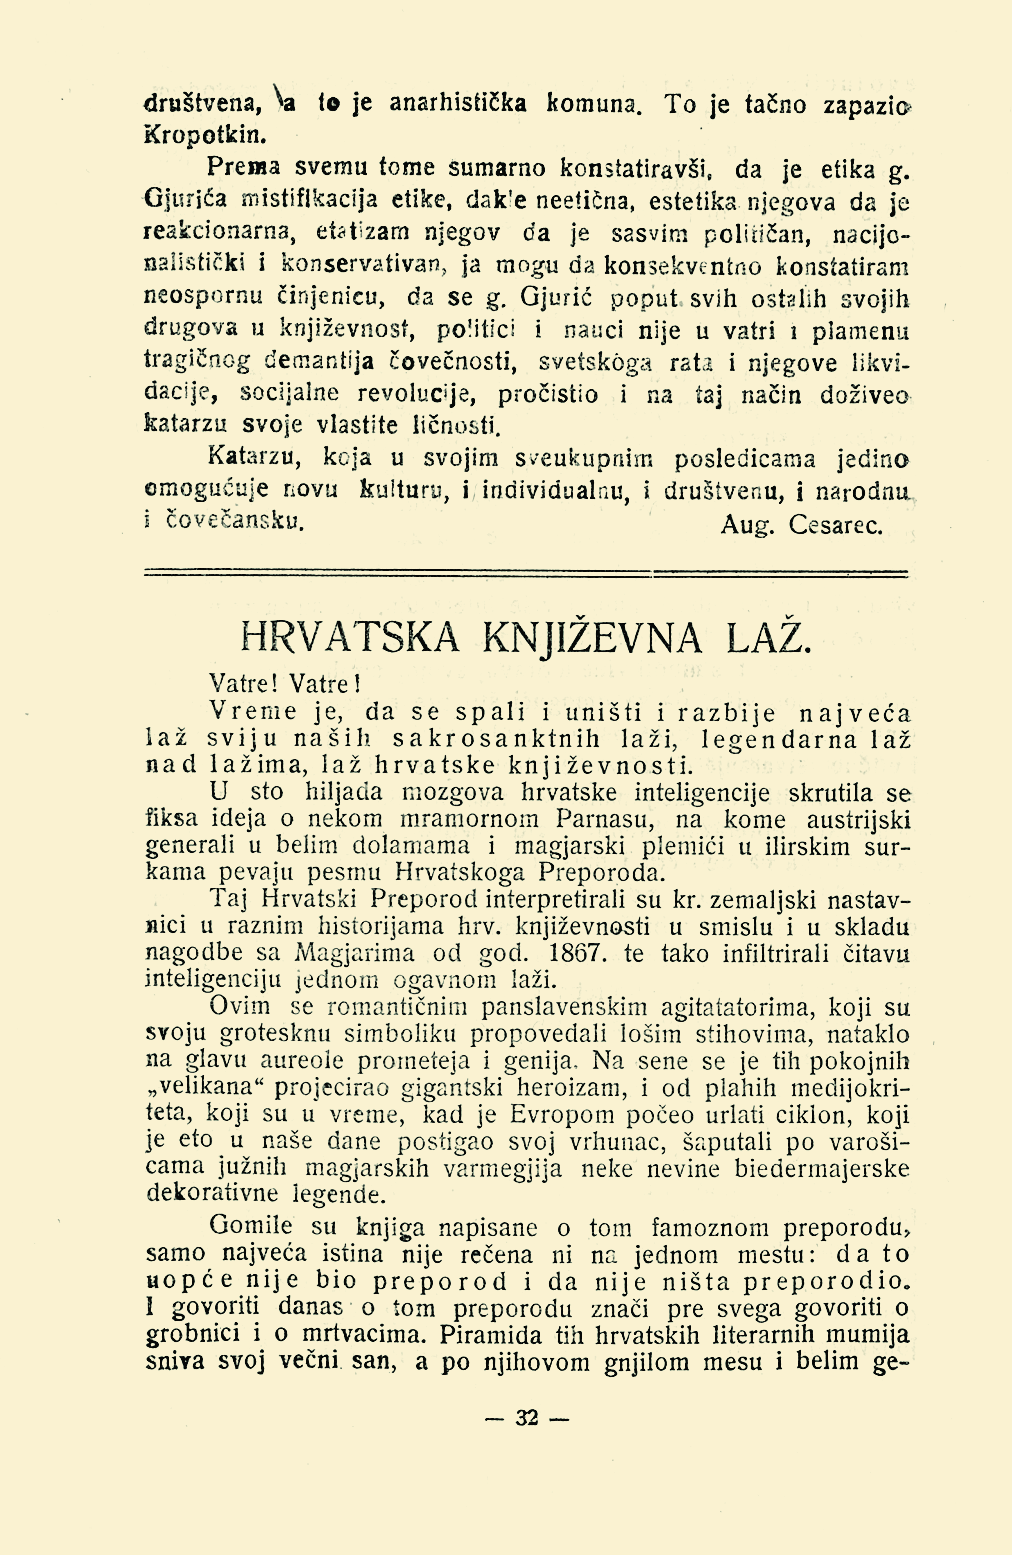 društvena, a to je anarhistička komuna. To je tačno zapazio
Kropotkin.
Prema svemu tome sumarno konstatiravši, da je etika g.
Gjurića mistifikacija etike, dakle neetična, estetika njegova da je
reakcionarna, etatizam njegov da je sasvim političan, nacijo-
nalistički i konservativan, ja mogu da konsekventno konstatiram
neospornu činjenicu, da se g. Gjurić poput svih ostalih svojih
drugova u književnost, politici i nauci nije u vatri i plamenu
tragičnog demantija čovečnosti, svetskoga rata i njegove likvi-
dacije, socijalne revolucije, pročistio i na taj način doživeo
katarzu svoje vlastite ličnosti.
Katarzu, koja u svojim sveukupnim posledicama jedino
omogućuje novu kulturu, i individualnu, i društvenu, i narodnu
i čovečansku. Aug. Cesarec.
HRVATSKA KNJIŽEVNA LAŽ.
Vatre! Vatre!
Vreme je, da se spali i uništi i razbije najveća
laž sviju naših sakrosanktnih laži, legendarna laž
nad lažima, laž hrvatske književnosti.
U sto hiljada mozgova hrvatske inteligencije skrutila se
fiksa ideja o nekom mramornom Parnasu, na kome austrijski
generali u belim dolamama i magjarski plemići u ilirskim sur-
kama pevaju pesmu Hrvatskoga Preporoda.
Taj Hrvatski Preporod interpretirali su kr. zemaljski nastav-
nici u raznim historijama hrv. književnosti u smislu i u skladu
nagodbe sa Magjarima od god. 1867. te tako infiltrirali čitavu
inteligenciju jednom ogavnom laži.
Ovim se romantičnim panslavenskim agitatatorima, koji su
svoju grotesknu simboliku propovedali lošim stihovima, nataklo
na glavu aureole prometeja i genija. Na sene se je tih pokojnih
„velikana“ projecirao gigantski heroizam, i od plahih medijokri-
teta, koji su u vreme, kad je Evropom počeo urlati ciklon, koji
je eto u naše dane postigao svoj vrhunac, šaputali po varoši-
cama južnih magjarskih varmegjija neke nevine biedermajerske
dekorativne legende.
Gomile su knjiga napisane o tom famoznom preporodu,
samo najveća istina nije rečena ni na jednom mestu: da to
uopće nije bio preporod i da nije ništa preporodio.
I govoriti danas o tom preporodu znači pre svega govoriti o
grobnici i o mrtvacima. Piramida tih hrvatskih literarnih mumija
sniva svoj večni san, a po njihovom gnjilom mesu i belim ge-
— 32 —